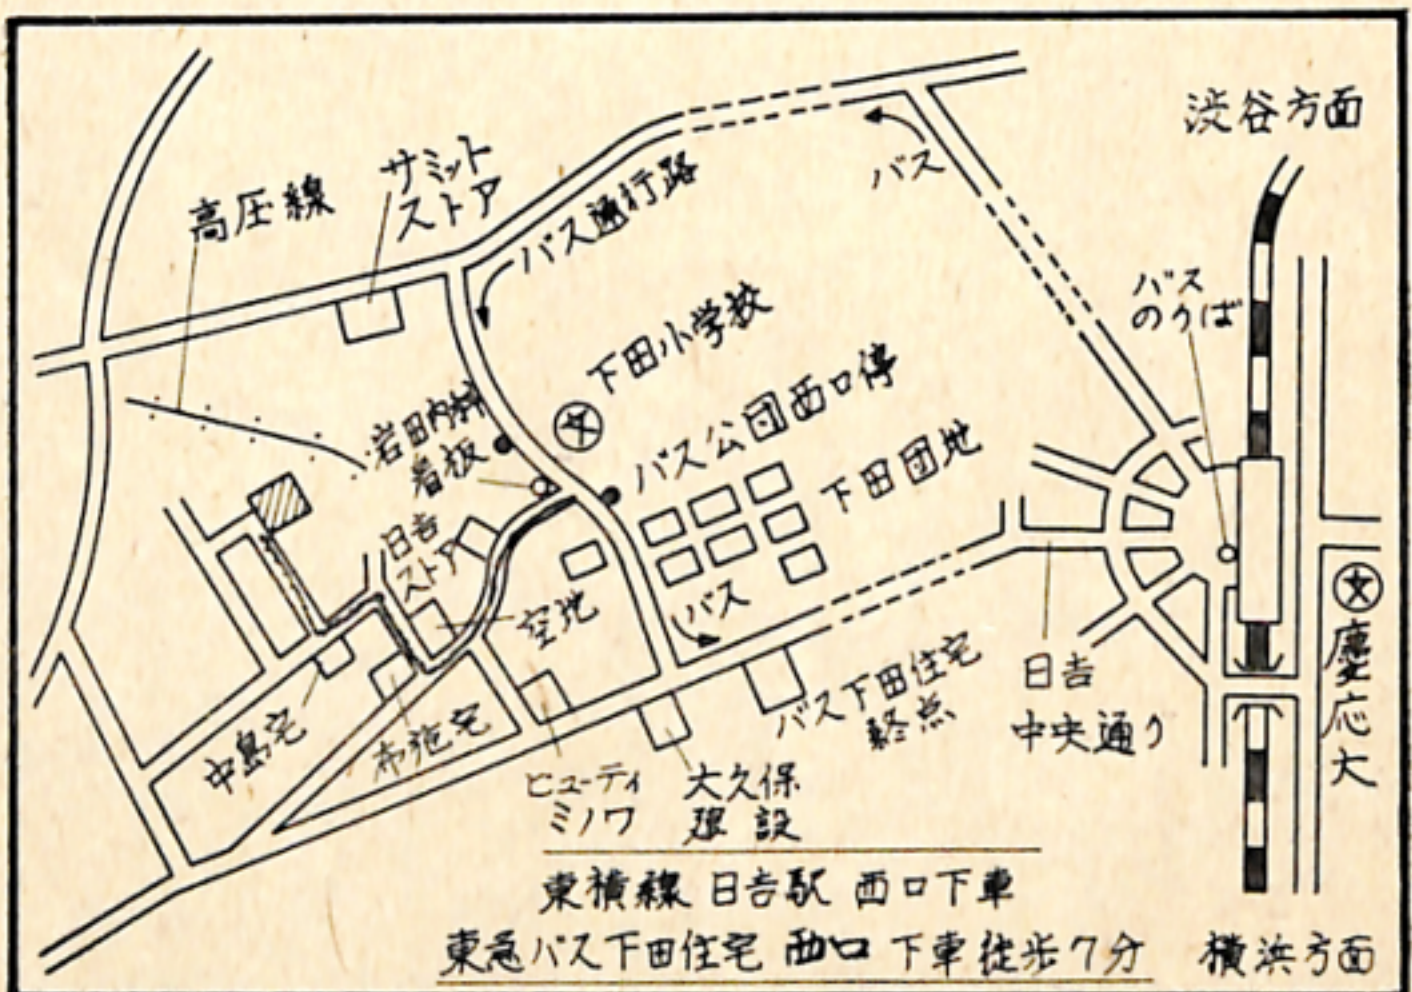 渋谷方面
サミット
ストア
高圧線
バス通行路
バス
バス
のりば
下田小学校
文
岩田内科
看板
バス公団西口停
下田団地
日吉
ストア
空地
バス
文
慶応大
日吉
中央通り
バス下田住宅
終点
中島宅
布施宅
ビューティ
ミノワ
大久保
建設
東横線 日吉駅 西口下車
東急バス下田住宅 西口 下車徒歩7分
横浜方面